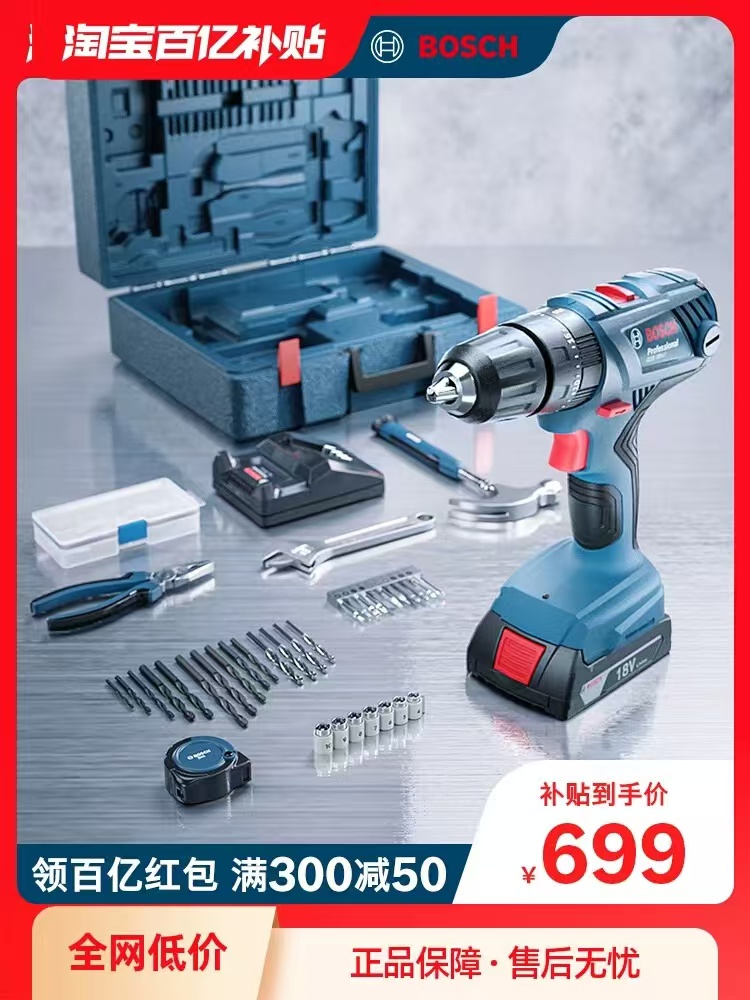 淘宝百亿补贴
BOSCH
BOSCH
Professional
18V
BOSCH
补贴到手价
¥699
领百亿红包 满300减50
全网低价
正品保障·售后无忧